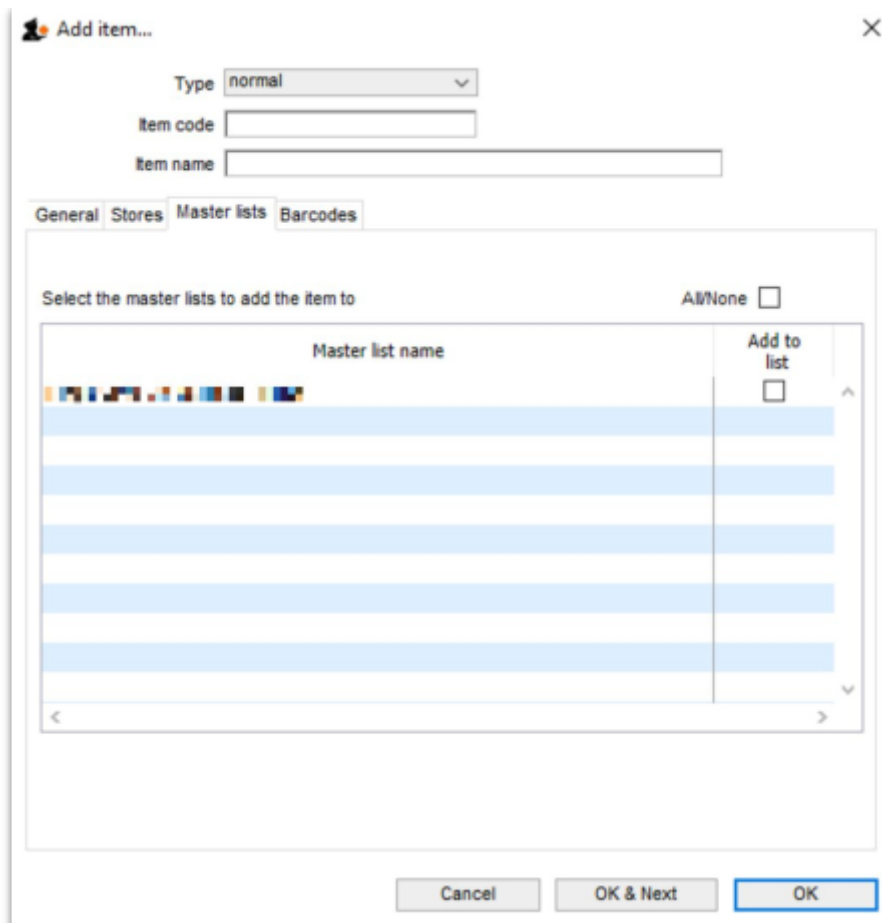 Add item...
Type normal
Item code
Item name
General Stores Master lists Barcodes
Select the master lists to add the item to All/None
Master list name Add to list
Cancel OK & Next OK